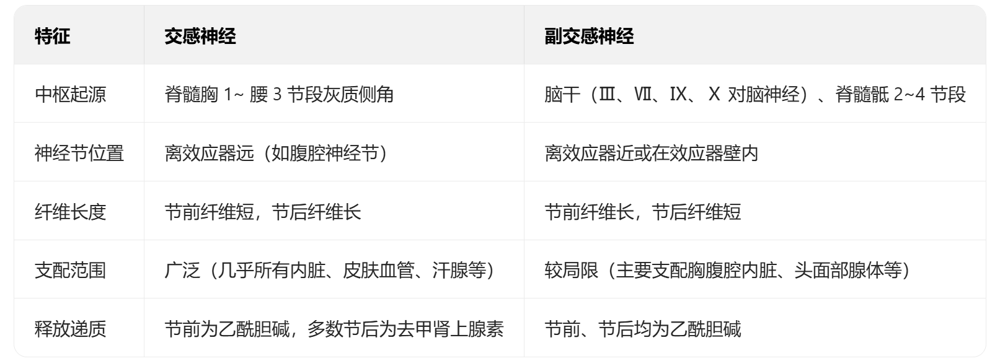 特征 交感神经 副交感神经
中枢起源 脊髓胸 1~ 腰 3 节段灰质侧角 脑干（Ⅲ、Ⅶ、Ⅸ、Ⅹ 对脑神经）、脊髓骶 2~4 节段
神经节位置 离效应器远（如腹腔神经节） 离效应器近或在效应器壁内
纤维长度 节前纤维短，节后纤维长 节前纤维长，节后纤维短
支配范围 广泛（几乎所有内脏、皮肤血管、汗腺等） 较局限（主要支配胸腹腔内脏、头面部腺体等）
释放递质 节前为乙酰胆碱，多数节后为去甲肾上腺素 节前、节后均为乙酰胆碱